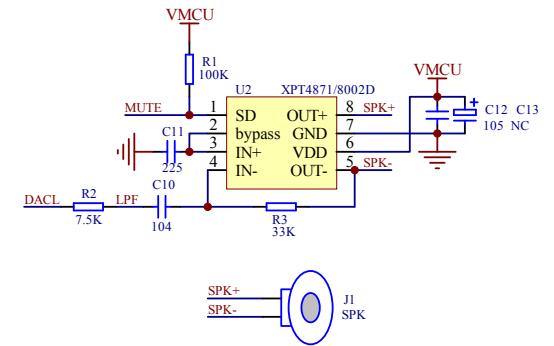 VMCU
R1
100K
U2 XPT4871/8002D
VMCU
MUTE 1 SD OUT+ 8 SPK+
C12 C13
105 NC
2 bypass GND 7
C11
225
3 IN+ VDD 6
4 IN- OUT- 5 SPK-
C10
104
DACL R2 LPF
7.5K
R3
33K
SPK+
SPK-
J1
SPK
+